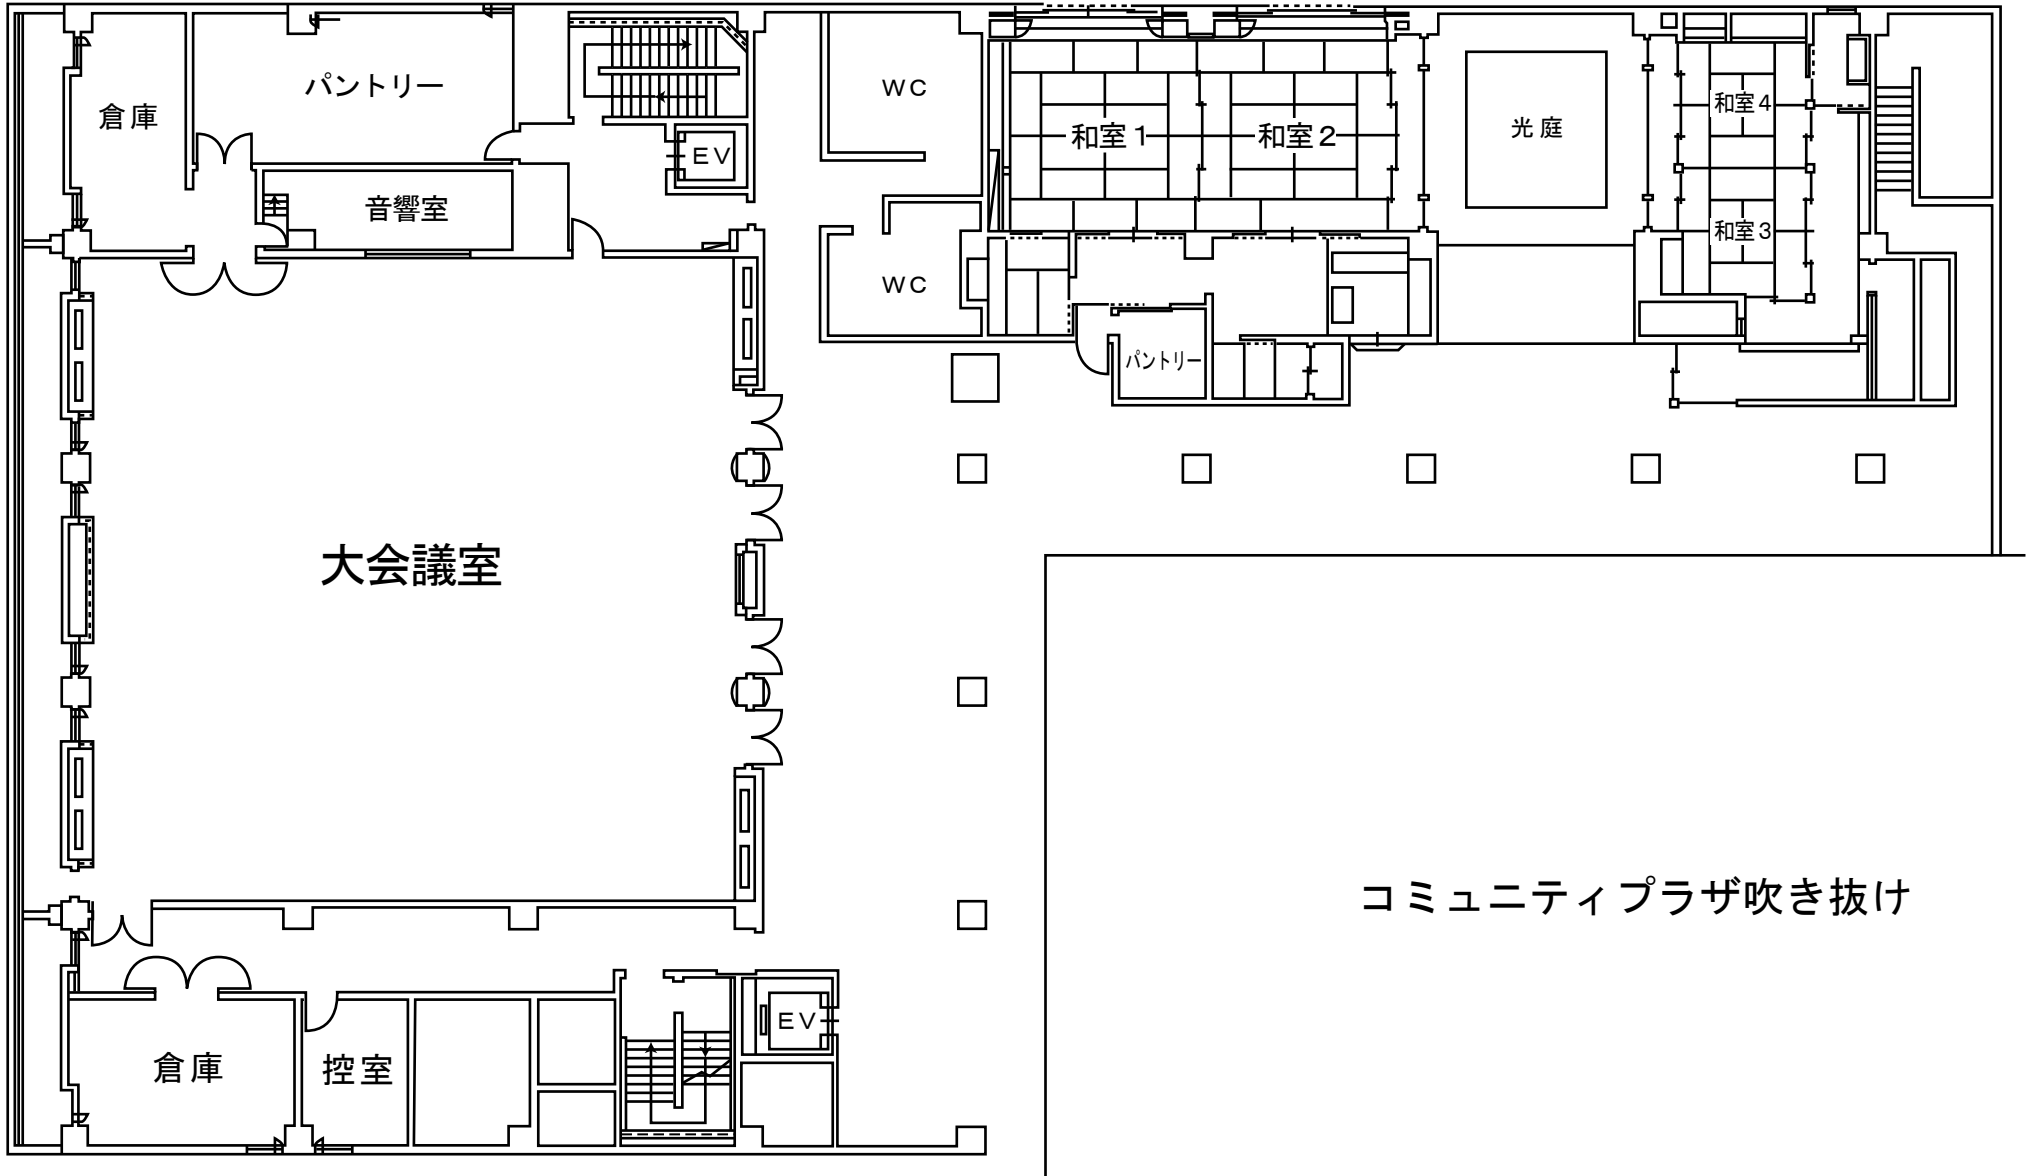 倉庫
パントリー
EV
音響室
WC
WC
和室1
和室2
光庭
和室4
和室3
パントリー
大会議室
コミュニティプラザ吹き抜け
倉庫
控室
EV